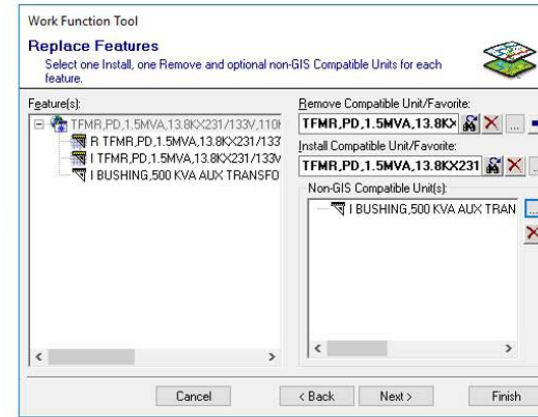 Work Function Tool
Replace Features
Select one Install, one Remove and optional non-GIS Compatible Units for each
feature.
Feature(s):
TFMR,PD,1.5MVA,13.8KX231/133V,110
R TFMR,PD,1.5MVA,13.8KX231/133
I TFMR,PD,1.5MVA,13.8KX231/133V
I BUSHING,500 KVA AUX TRANSFO
Remove Compatible Unit/Favorite:
TFMR,PD,1.5MVA,13.8KX
...
Install Compatible Unit/Favorite:
TFMR,PD,1.5MVA,13.8KX231
Non-GIS Compatible Unit(s):
I BUSHING,500 KVA AUX TRAN
Cancel
< Back
Next >
Finish